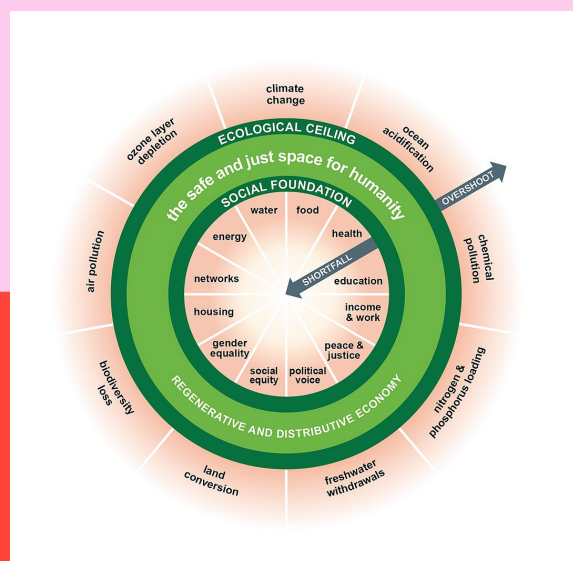 climate
change
ozone layer
depletion
ocean
acidification
ECOLOGICAL CEILING
the safe and just space for humanity
OVERSHOOT
SOCIAL FOUNDATION
water
food
energy
health
air pollution
chemical
pollution
SHORTFALL
networks
education
housing
income
& work
gender
equality
peace &
justice
social
equity
political
voice
biodiversity
loss
nitrogen &
phosphorus loading
REGENERATIVE AND DISTRIBUTIVE ECONOMY
land
conversion
freshwater
withdrawals